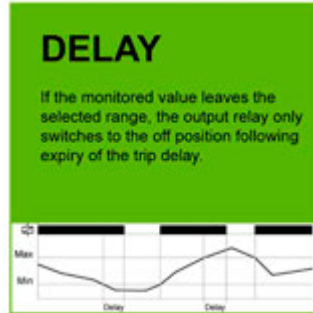 DELAY
If the monitored value leaves the
selected range, the output relay only
switches to the off position following
expiry of the trip delay.
Max
Min
Delay Delay